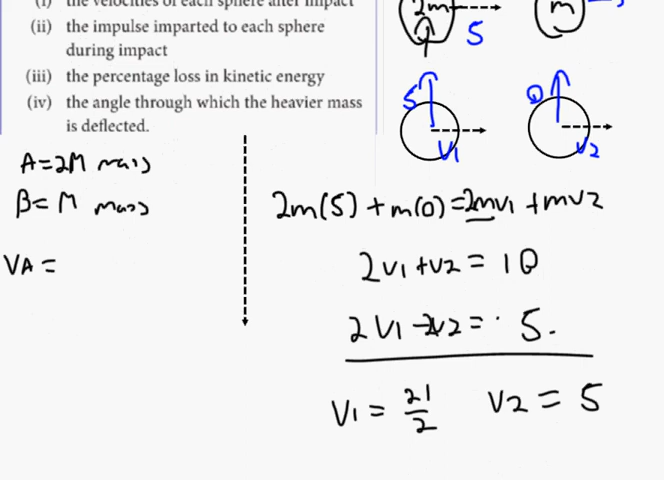 (i) the velocities of each sphere after impact
(ii) the impulse imparted to each sphere
during impact
(iii) the percentage loss in kinetic energy
(iv) the angle through which the heavier mass
is deflected.
2m
m
5
5
V1
0
V2
A = 2M mass
B = M mass
VA =
2m(5) + m(0) = 2mv1 + mv2
2v1 + v2 = 10
2v1 - 2v2 = 5.
V1 = 21/2 V2 = 5